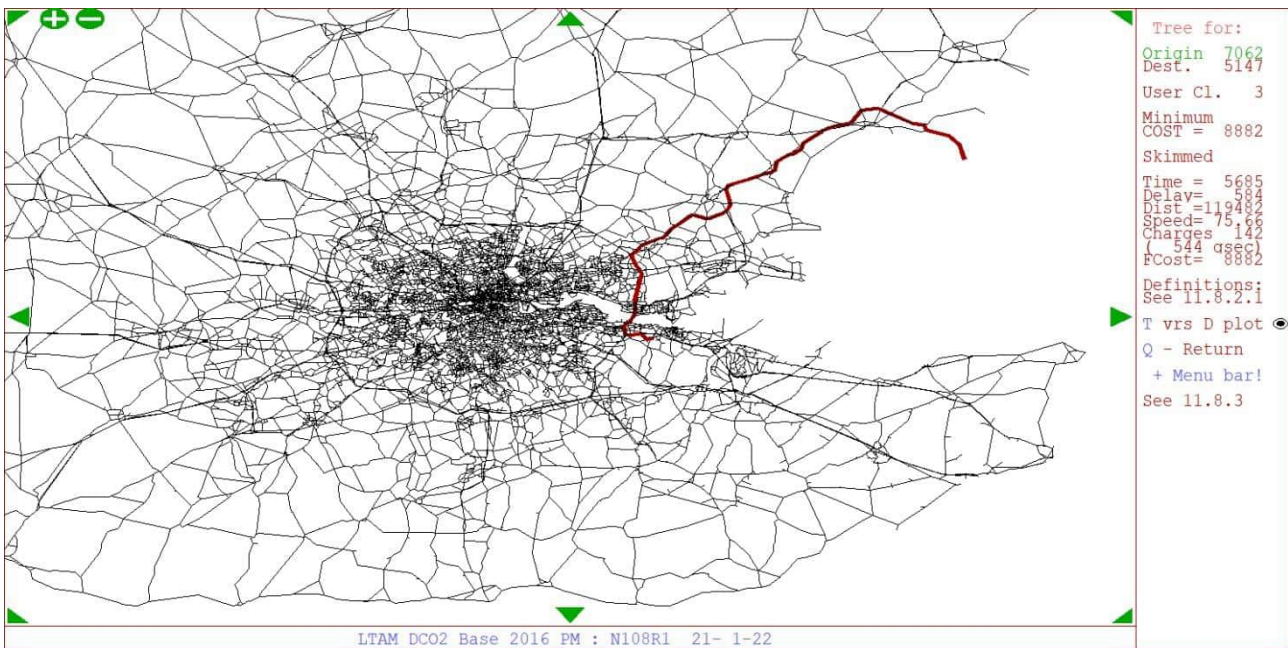 Tree for:
Origin 7062
Dest. 5147
User Cl. 3
Minimum
COST = 8882
Skimmed
Time = 5685
Delay= 584
Dist =119482
Speed= 75.66
Charges 142
( 544 gsec)
FCost= 8882
Definitions:
See 11.8.2.1
T vrs D plot
Q - Return
+ Menu bar!
See 11.8.3
LTAM DCO2 Base 2016 PM : N108R1 21- 1-22